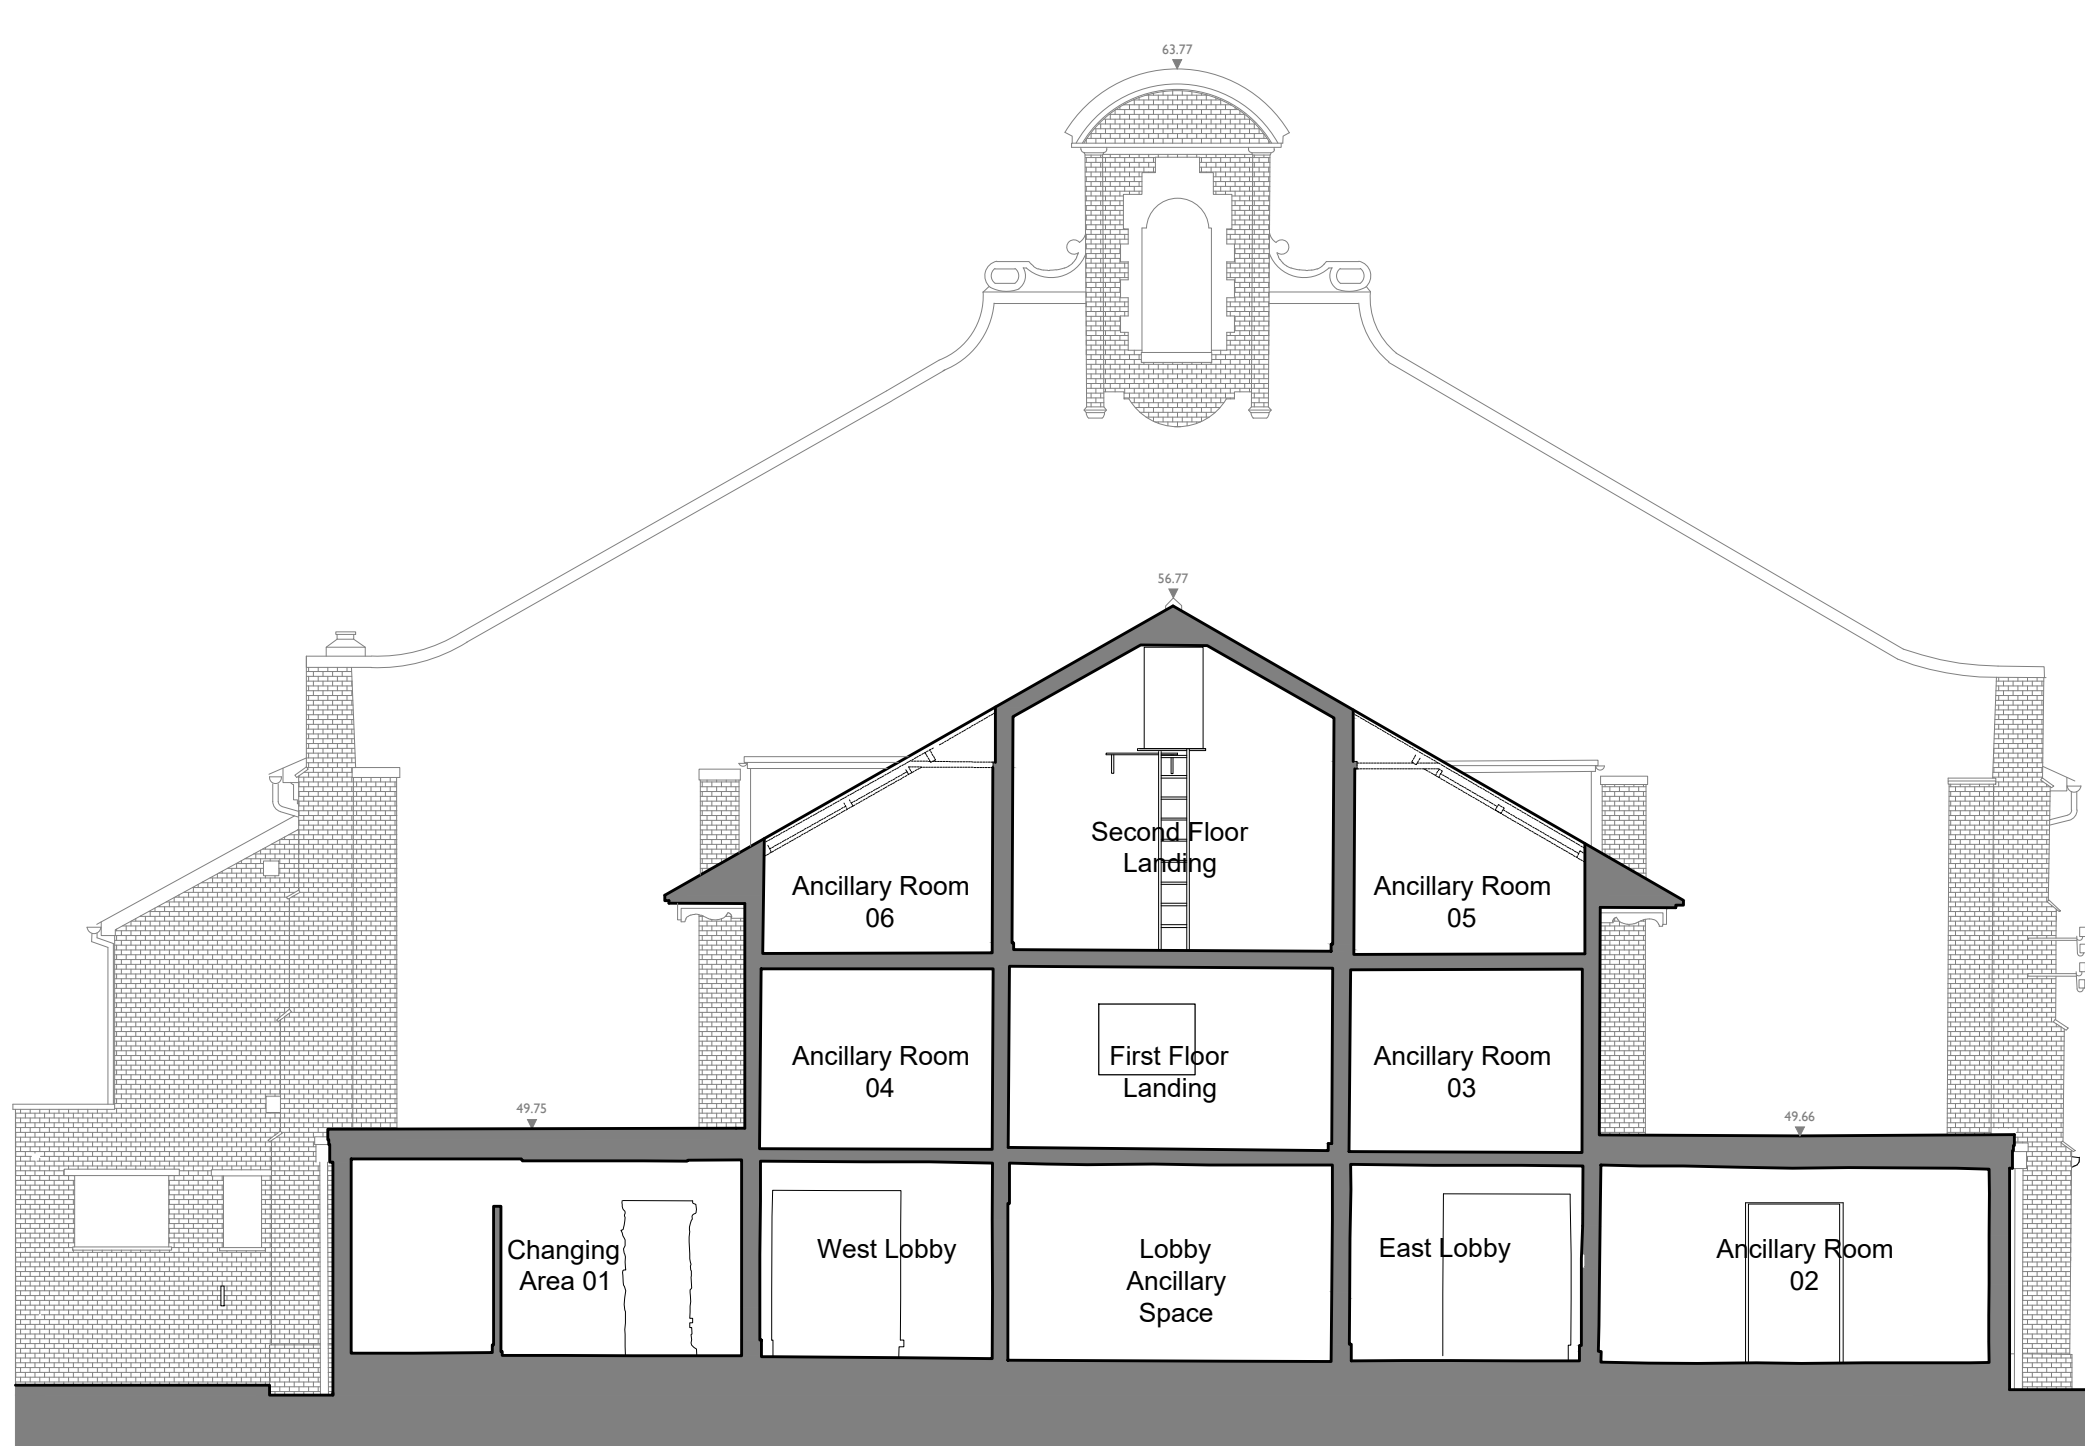 63.77
56.77
Second Floor
Landing
Ancillary Room
06
Ancillary Room
05
Ancillary Room
04
First Floor
Landing
Ancillary Room
03
49.75
49.66
Changing
Area 01
West Lobby
Lobby
Ancillary
Space
East Lobby
Ancillary Room
02